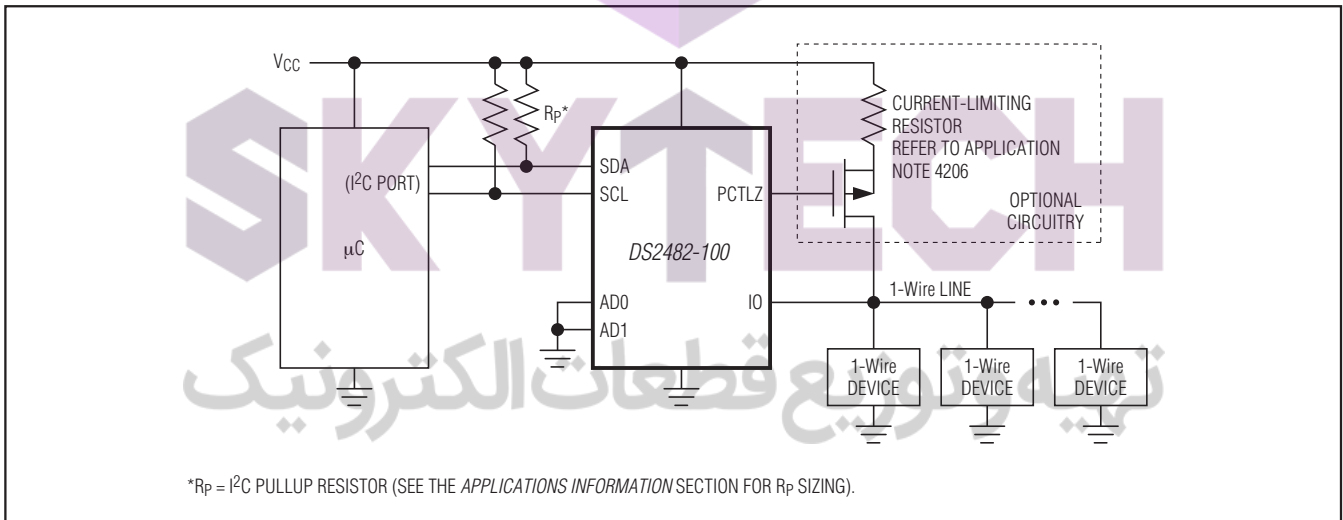 VCC
RP*
CURRENT-LIMITING
RESISTOR
REFER TO APPLICATION
NOTE 4206
OPTIONAL
CIRCUITRY
(I²C PORT)
µC
SDA
SCL
PCTLZ
DS2482-100
AD0
AD1
IO
1-Wire LINE
•••
1-Wire
DEVICE
1-Wire
DEVICE
1-Wire
DEVICE
SKYTECH
تهیه و توزیع قطعات الکترونیک
*RP = I²C PULLUP RESISTOR (SEE THE APPLICATIONS INFORMATION SECTION FOR RP SIZING).